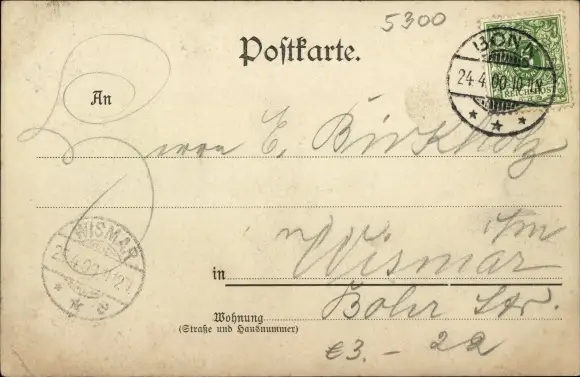 5300
Postkarte.
JONA
24.4.00
REICHSPOST
An
Herrn E. Birkholz
i/m
WISMAR
in Wismar
Wohnung Bohr Str.
(Straße und Hausnummer)
€3.- 22